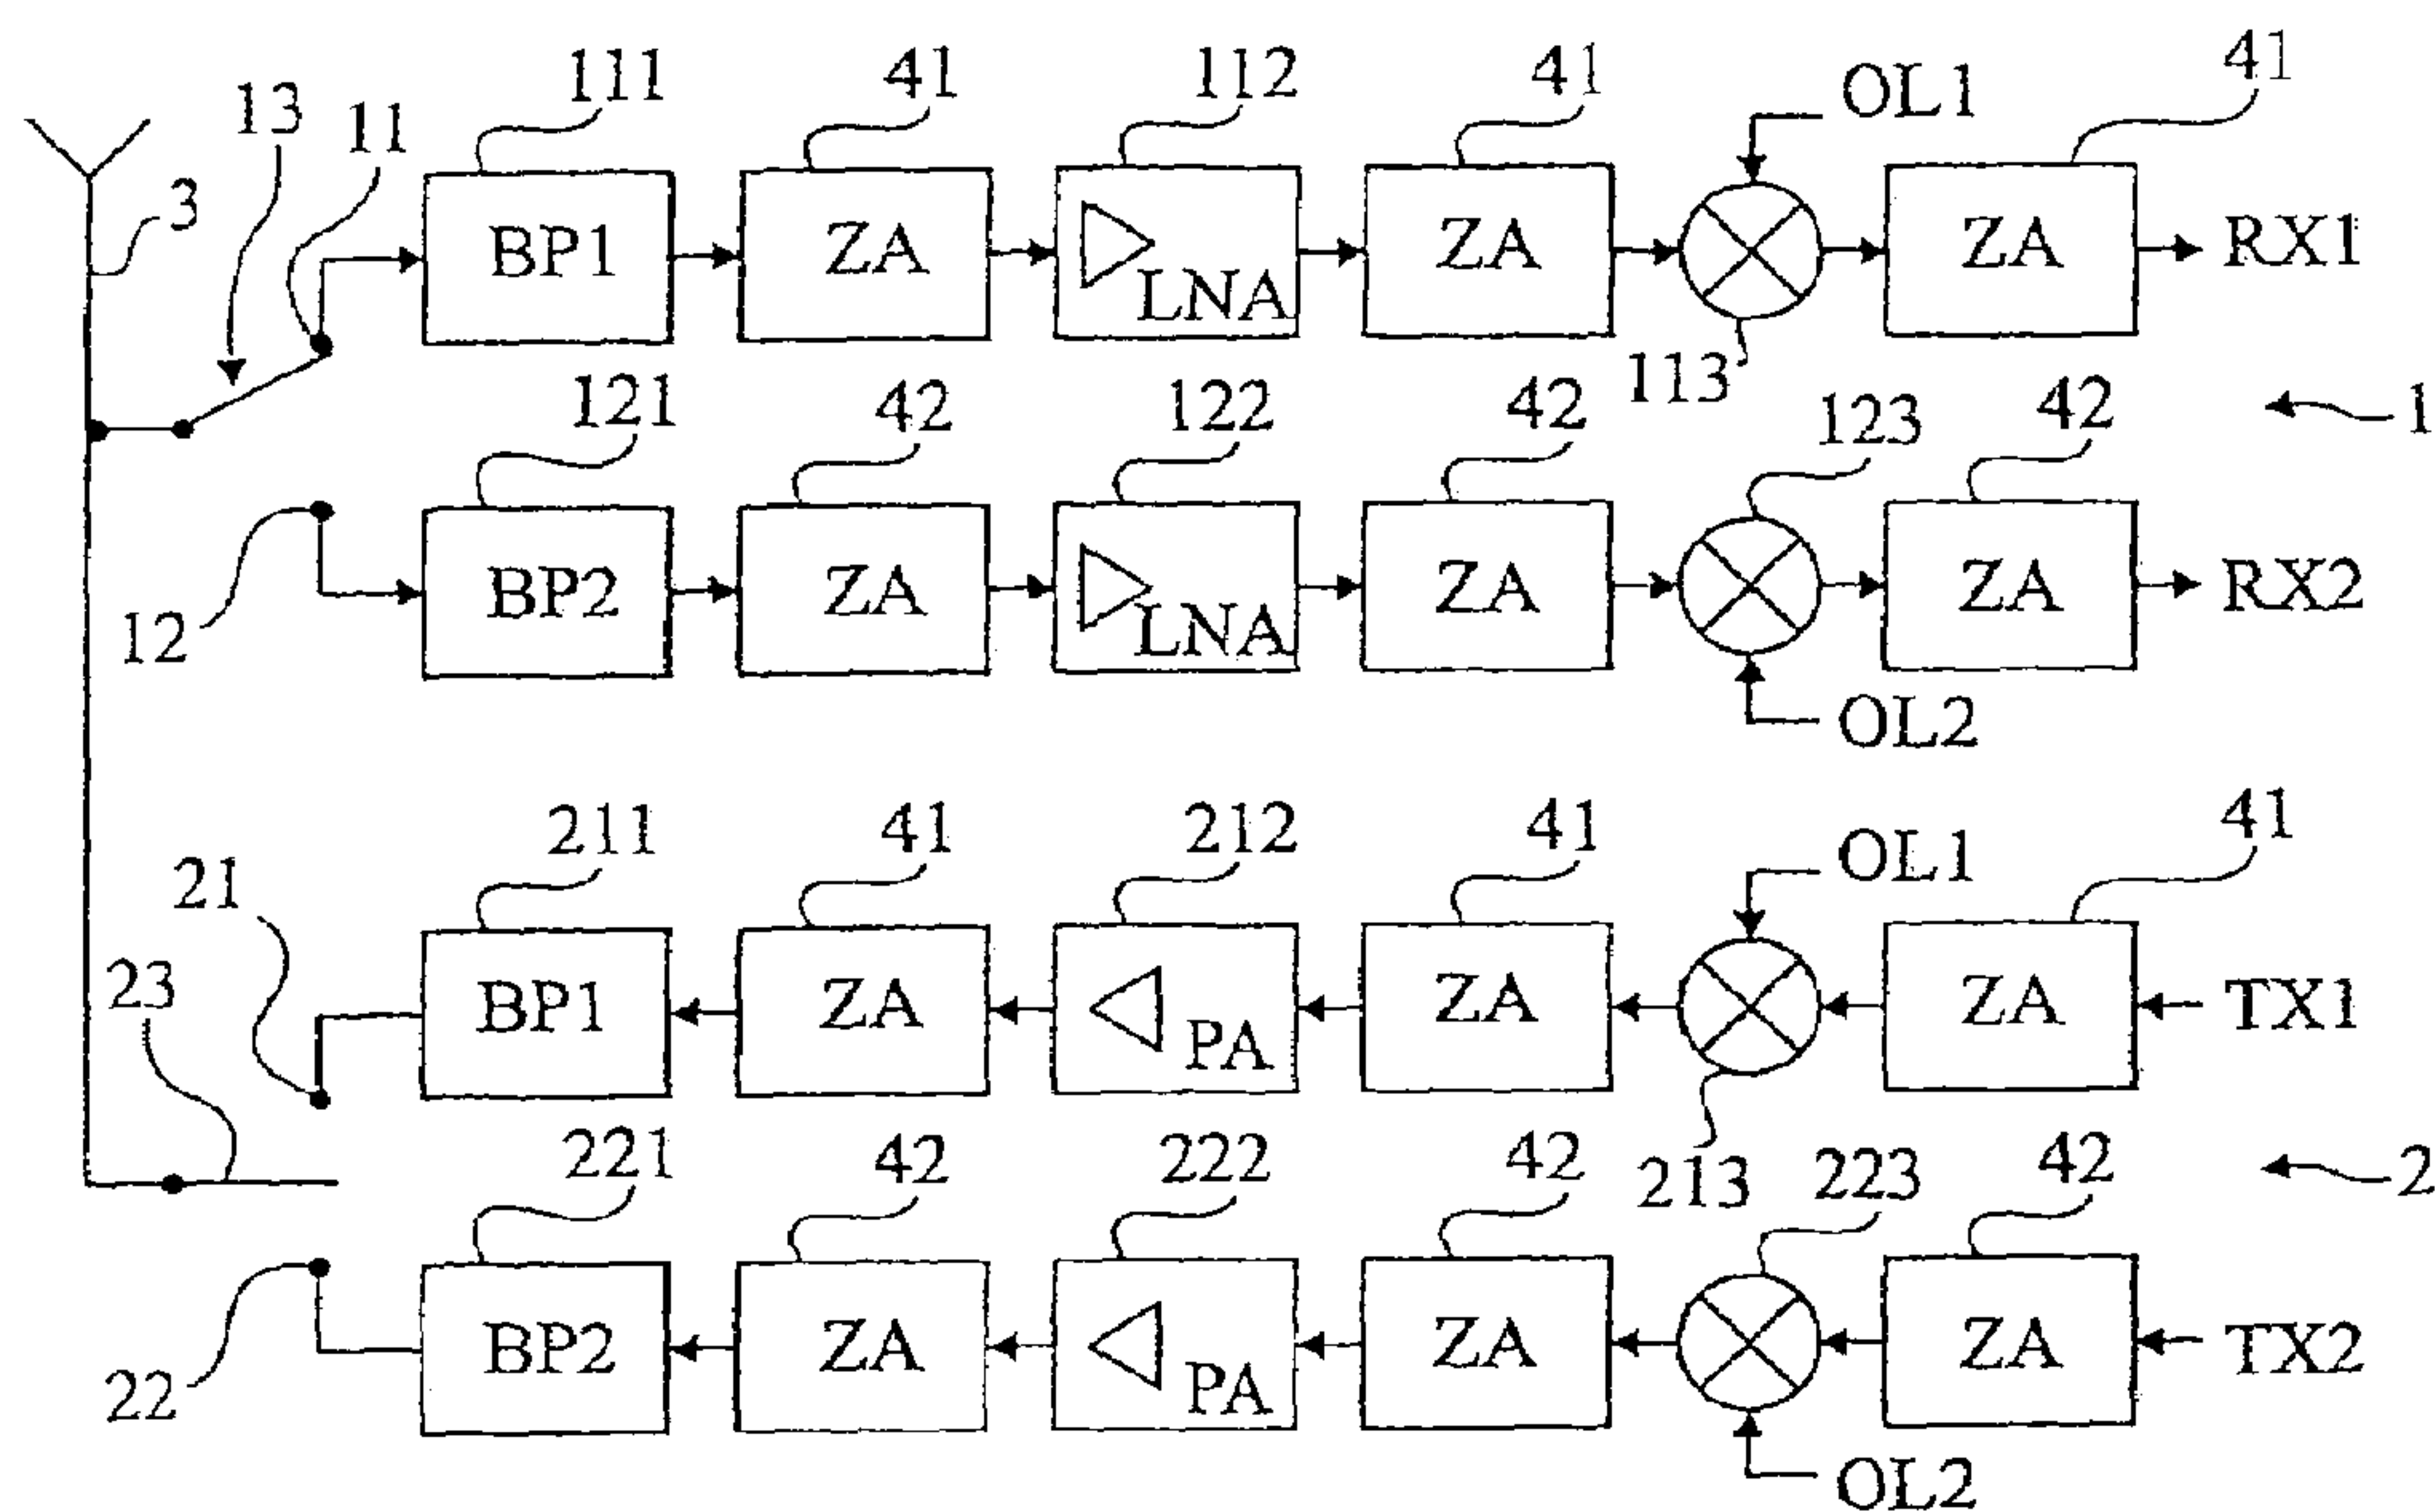 111 41 112 41 OL1 41
13 11
3
BP1 ZA LNA ZA ZA RX1
113
121 42 122 42 123 42 1
12
BP2 ZA LNA ZA ZA RX2
OL2
211 41 212 41 OL1 41
21
23
BP1 ZA PA ZA ZA TX1
221 42 222 42 213 223 42 2
22
BP2 ZA PA ZA ZA TX2
OL2